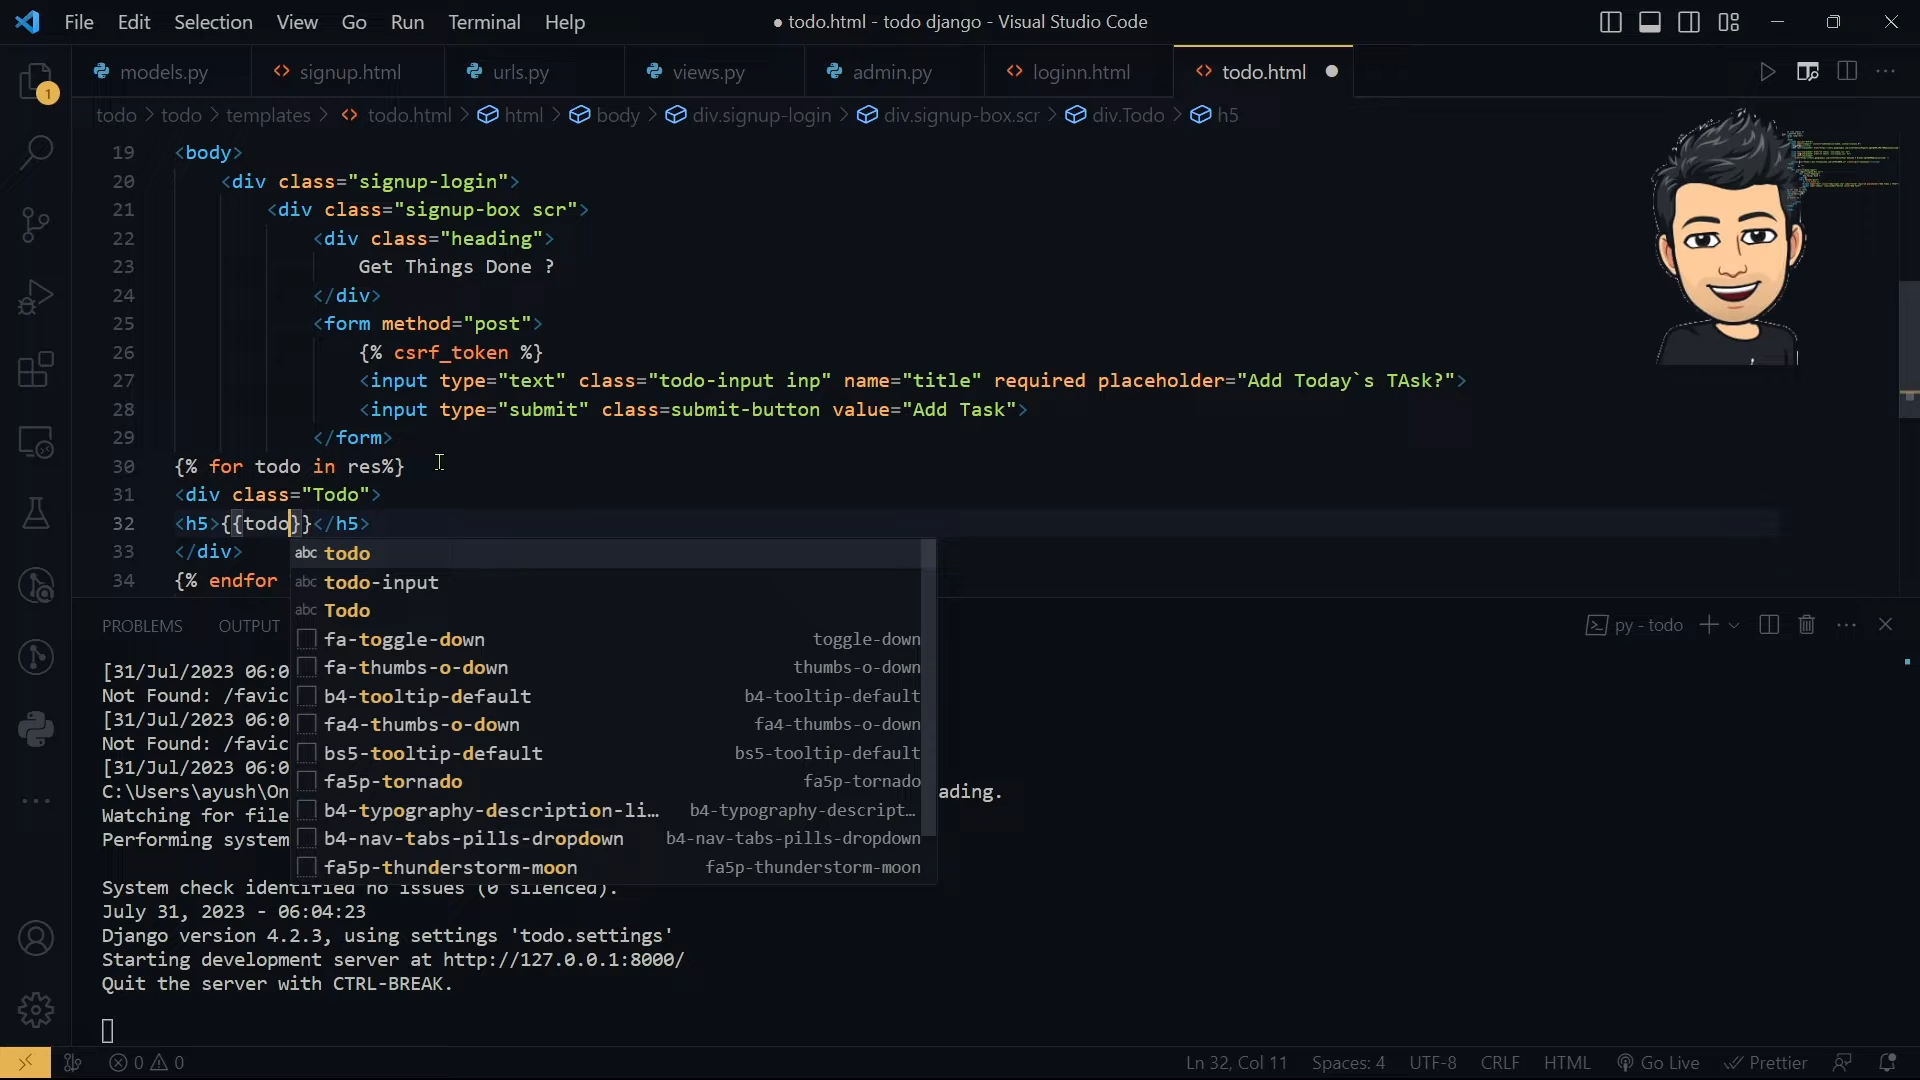 File Edit Selection View Go Run Terminal Help ● todo.html - todo django - Visual Studio Code
models.py <> signup.html urls.py views.py admin.py <> loginn.html <> todo.html ●
1
todo > todo > templates > <> todo.html > html > body > div.signup-login > div.signup-box.scr > div.Todo > h5
19 <body>
20 <div class="signup-login">
21 <div class="signup-box scr">
22 <div class="heading">
23 Get Things Done ?
24 </div>
25 <form method="post">
26 {% csrf_token %}
27 <input type="text" class="todo-input inp" name="title" required placeholder="Add Today`s TAsk?">
28 <input type="submit" class=submit-button value="Add Task">
29 </form>
30 {% for todo in res%}
31 <div class="Todo">
32 <h5>{{todo}}</h5>
33 </div>
34 {% endfor
abc todo
abc todo-input
abc Todo
fa-toggle-down toggle-down
fa-thumbs-o-down thumbs-o-down
b4-tooltip-default b4-tooltip-default
fa4-thumbs-o-down fa4-thumbs-o-down
bs5-tooltip-default bs5-tooltip-default
fa5p-tornado fa5p-tornado
b4-typography-description-li… b4-typography-descript…
b4-nav-tabs-pills-dropdown b4-nav-tabs-pills-dropdown
fa5p-thunderstorm-moon fa5p-thunderstorm-moon
PROBLEMS OUTPUT py - todo
[31/Jul/2023 06:0
Not Found: /favic
[31/Jul/2023 06:0
Not Found: /favic
[31/Jul/2023 06:0
C:\Users\ayush\On ading.
Watching for file
Performing system
System check identified no issues (0 silenced).
July 31, 2023 - 06:04:23
Django version 4.2.3, using settings 'todo.settings'
Starting development server at http://127.0.0.1:8000/
Quit the server with CTRL-BREAK.
0 0 Ln 32, Col 11 Spaces: 4 UTF-8 CRLF HTML Go Live Prettier